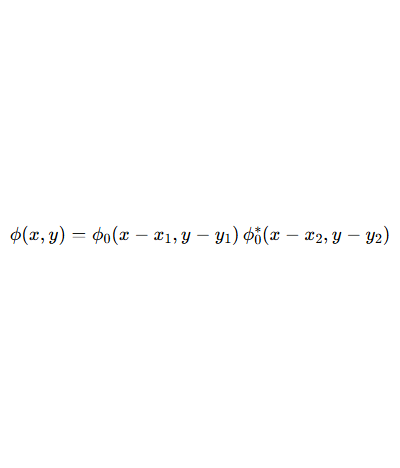 ϕ(x, y) = ϕ₀(x − x₁, y − y₁) ϕ₀*(x − x₂, y − y₂)